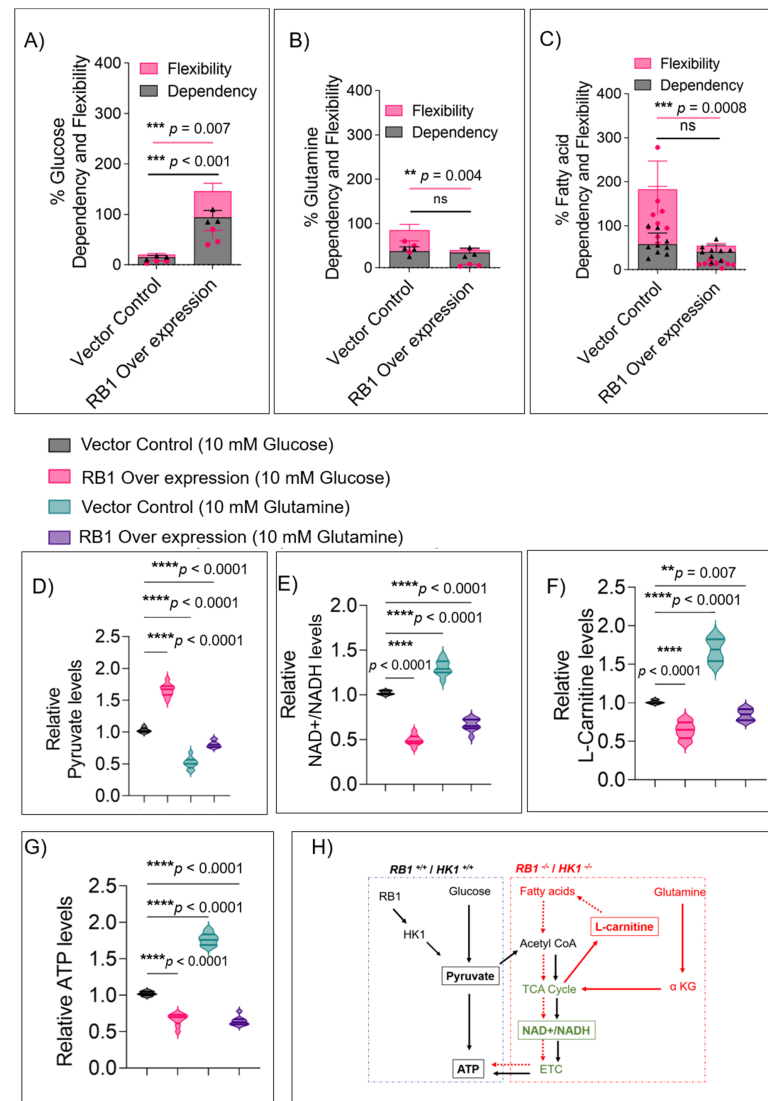 A)
Flexibility
Dependency
% Glucose
Dependency and Flexibility
400
300
200
100
0
*** p = 0.007
*** p < 0.001
Vector Control
RB1 Over expression
B)
% Glutamine
Dependency and Flexibility
400
300
200
100
0
Flexibility
Dependency
** p = 0.004
ns
Vector Control
RB1 Over expression
C)
Flexibility
Dependency
% Fatty acid
Dependency and Flexibility
400
300
200
100
0
*** p = 0.0008
ns
Vector Control
RB1 Over expression
Vector Control (10 mM Glucose)
RB1 Over expression (10 mM Glucose)
Vector Control (10 mM Glutamine)
RB1 Over expression (10 mM Glutamine)
D)
****p < 0.0001
****p < 0.0001
****p < 0.0001
Relative
Pyruvate levels
2.5
2.0
1.5
1.0
0.5
0.0
E)
****p < 0.0001
****p < 0.0001
****
p < 0.0001
Relative
NAD+/NADH levels
2.0
1.5
1.0
0.5
0.0
F)
**p = 0.007
****p < 0.0001
****
p < 0.0001
Relative
L-Carnitine levels
2.0
1.5
1.0
0.5
0.0
G)
****p < 0.0001
****p < 0.0001
****p < 0.0001
Relative ATP levels
2.5
2.0
1.5
1.0
0.5
0.0
H)
RB1 +/+ / HK1 +/+
RB1 -/- / HK1 -/-
RB1
Glucose
Fatty acids
Glutamine
HK1
L-carnitine
Acetyl CoA
Pyruvate
TCA Cycle
α KG
NAD+/NADH
ATP
ETC